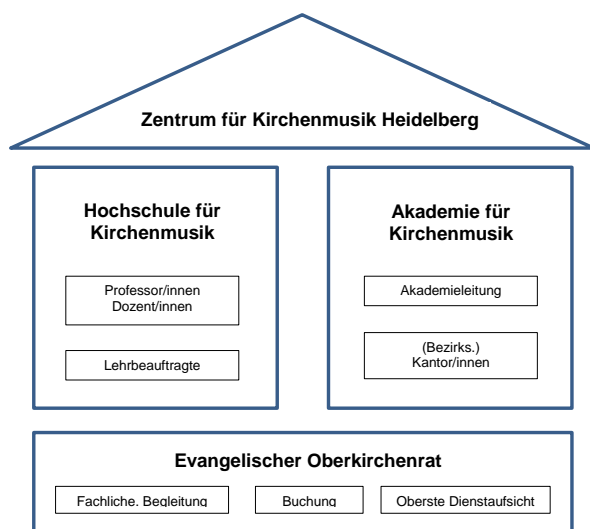 Zentrum für Kirchenmusik Heidelberg
Hochschule für
Kirchenmusik
Professor/innen
Dozent/innen
Lehrbeauftragte
Akademie für
Kirchenmusik
Akademieleitung
(Bezirks.)
Kantor/innen
Evangelischer Oberkirchenrat
Fachliche. Begleitung
Buchung
Oberste Dienstaufsicht